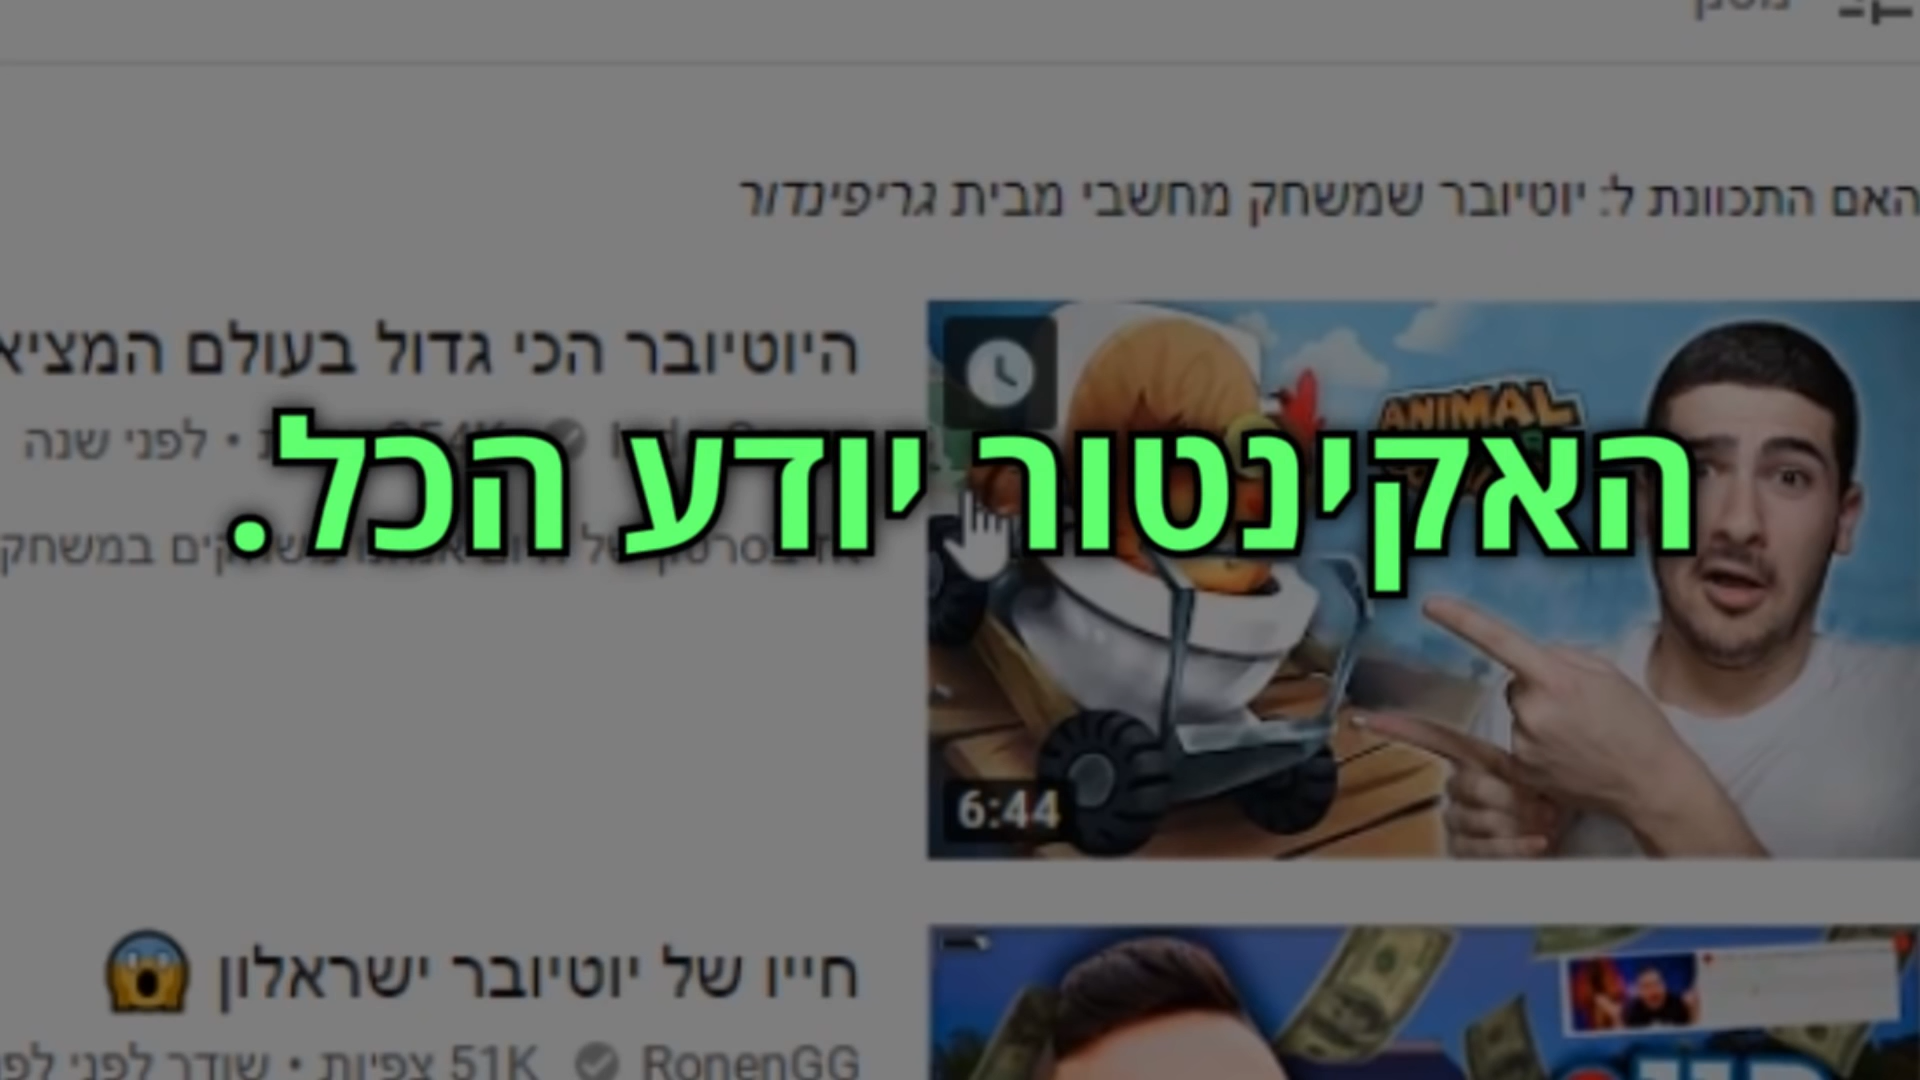 האם התכוונת ל: יוטיובר שמשחק מחשבי מבית גריפינדור
היוטיובר הכי גדול בעולם
ANIMAL
לפני שנה
האקינטור יודע הכל.
במשחק
6:44
חייו של יוטיובר ישראלון 😱
RonenGG
51K צפיות • שודר לפני